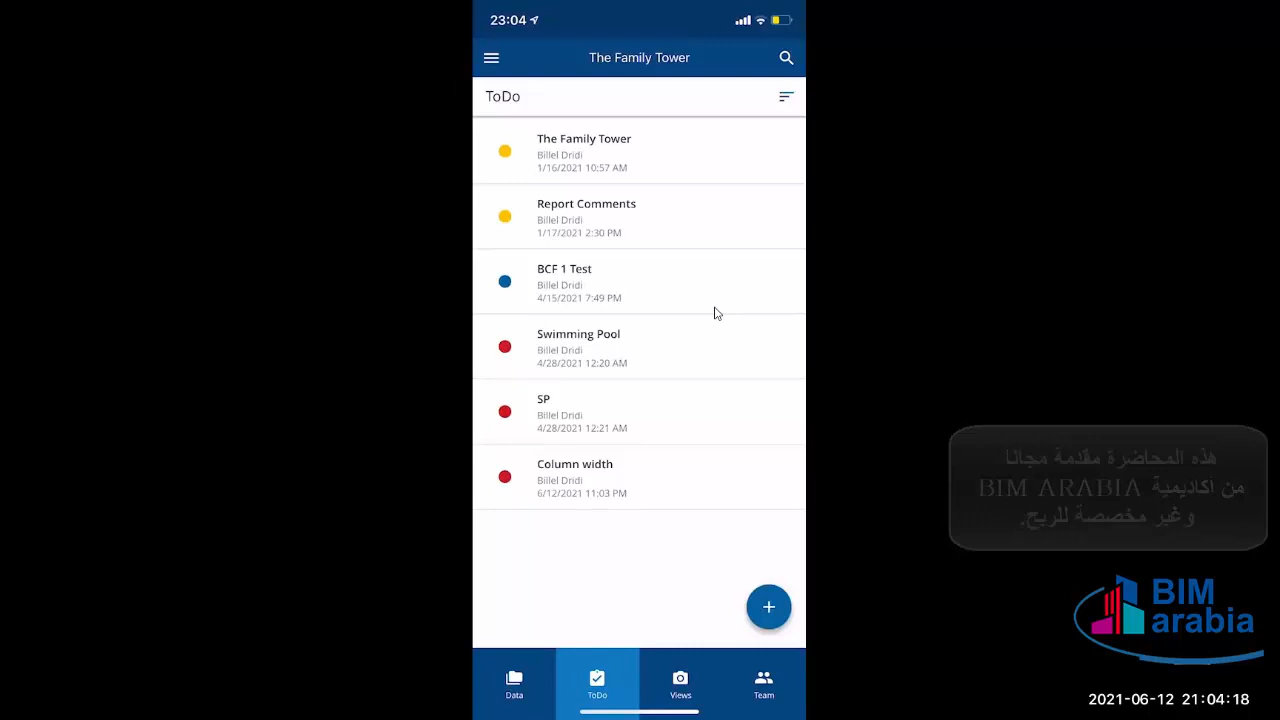 23:04
The Family Tower
ToDo
The Family Tower
Billel Dridi
1/16/2021 10:57 AM
Report Comments
Billel Dridi
1/17/2021 2:30 PM
BCF 1 Test
Billel Dridi
4/15/2021 7:49 PM
Swimming Pool
Billel Dridi
4/28/2021 12:20 AM
SP
Billel Dridi
4/28/2021 12:21 AM
Column width
Billel Dridi
6/12/2021 11:03 PM
+
Data
ToDo
Views
Team
هذه المحاضرة مقدمة مجانا
من أكاديمية BIM ARABIA
وغير مخصصة للربح.
BIM
arabia
2021-06-12 21:04:18